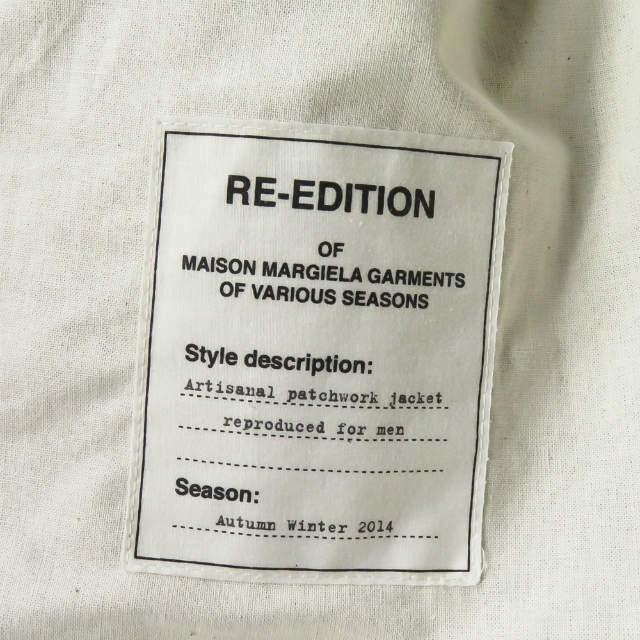 RE-EDITION
OF
MAISON MARGIELA GARMENTS
OF VARIOUS SEASONS
Style description:
Artisanal patchwork jacket
reproduced for men
Season:
Autumn Winter 2014